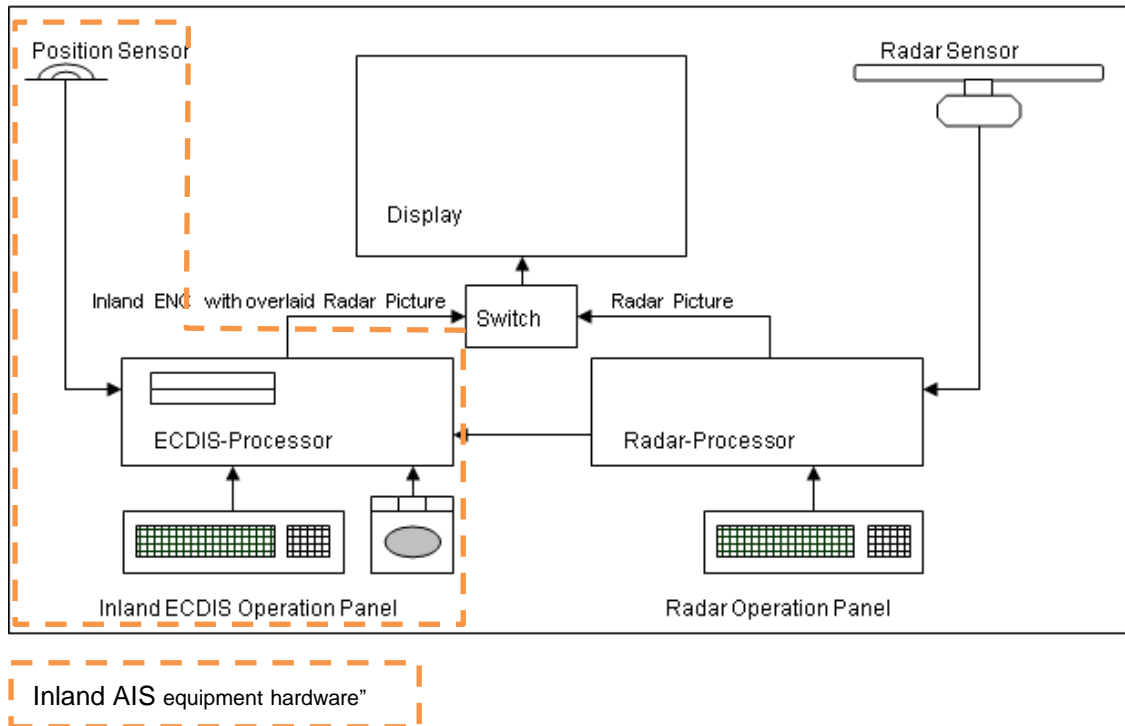 Position Sensor
Radar Sensor
Display
Inland ENC with overlaid Radar Picture
Switch
Radar Picture
ECDIS-Processor
Radar-Processor
Inland ECDIS Operation Panel
Radar Operation Panel
Inland AIS equipment hardware”